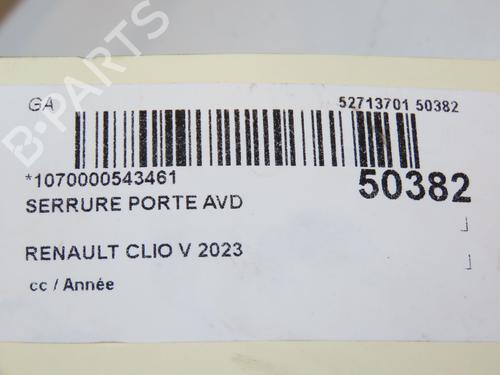 GA
52713701 50382
*1070000543461
50382
SERRURE PORTE AVD
RENAULT CLIO V 2023
cc / Année
B-PARTS